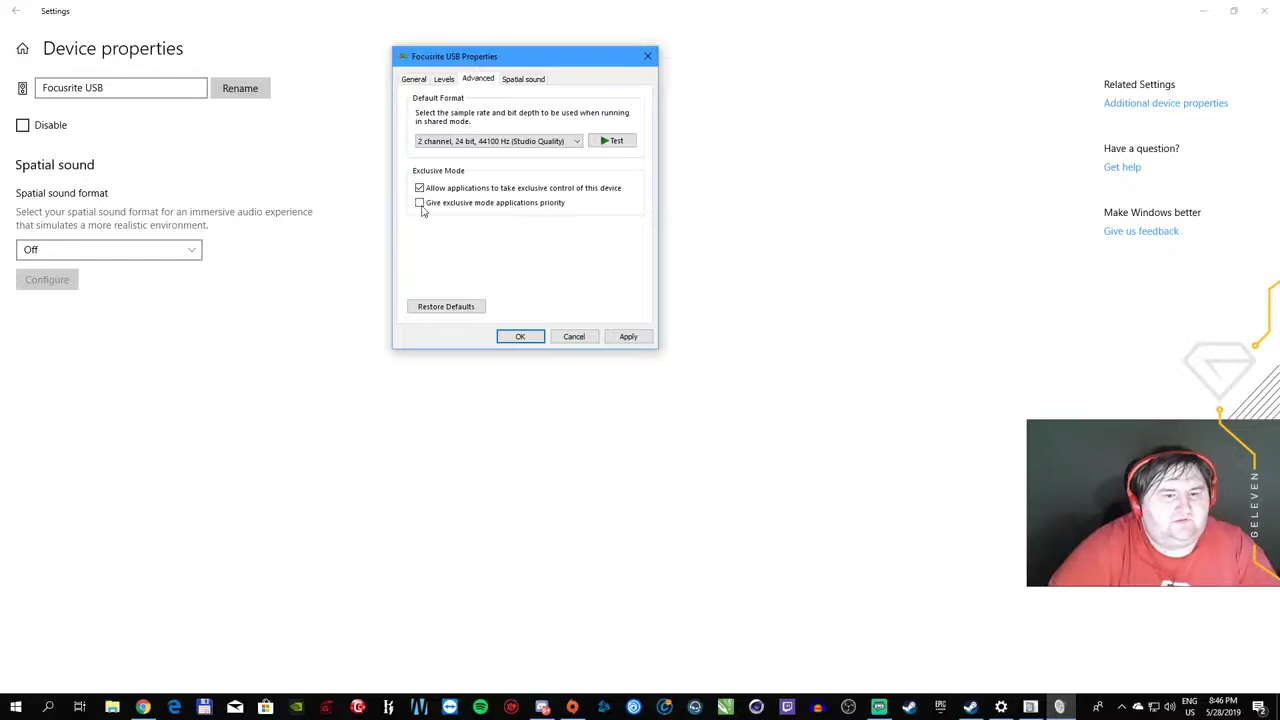 Settings
Device properties
Focusrite USB
Rename
Disable
Spatial sound
Spatial sound format
Select your spatial sound format for an immersive audio experience
that simulates a more realistic environment.
Off
Configure
Focusrite USB Properties
General Levels Advanced Spatial sound
Default Format
Select the sample rate and bit depth to be used when running
in shared mode.
2 channel, 24 bit, 44100 Hz (Studio Quality)
Test
Exclusive Mode
Allow applications to take exclusive control of this device
Give exclusive mode applications priority
Restore Defaults
OK Cancel Apply
Related Settings
Additional device properties
Have a question?
Get help
Make Windows better
Give us feedback
GELEVEN
EPIC
ENG
US
8:46 PM
5/28/2019